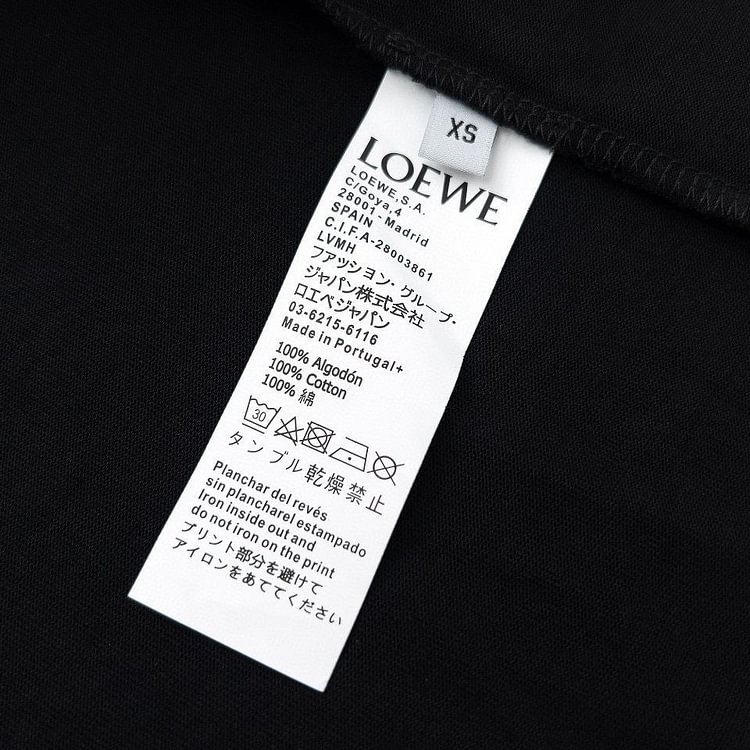 XS
LOEWE
LOEWE,S.A.
C/Goya,4
28001-Madrid
SPAIN
C.I.F.A-28003861
LVMH
ファッション・グループ・
ジャパン株式会社
ロエベジャパン
03-6215-6116
Made in Portugal+
100% Algodón
100% Cotton
100% 綿
30
タンブル乾燥禁止
Planchar del revés
sin plancharel estampado
Iron inside out and
do not iron on the print
プリント部分を避けて
アイロンをあててください